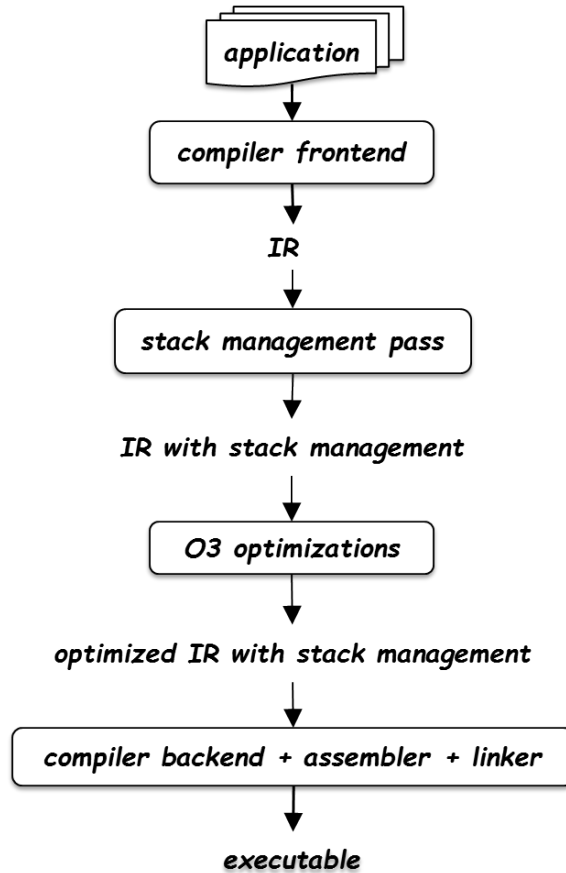 application
compiler frontend
IR
stack management pass
IR with stack management
O3 optimizations
optimized IR with stack management
compiler backend + assembler + linker
executable